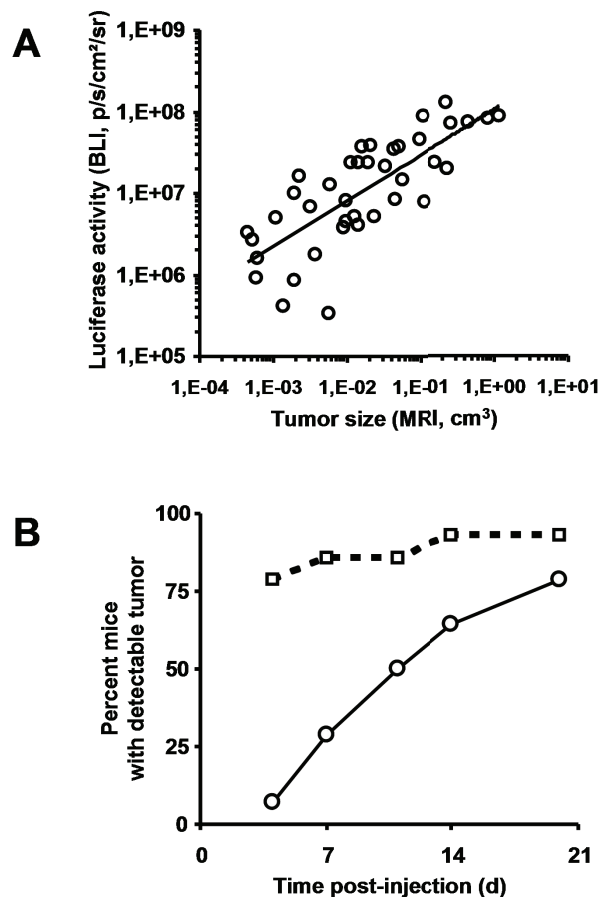 A
Luciferase activity (BLI, p/s/cm²/sr)
1,E+09
1,E+08
1,E+07
1,E+06
1,E+05
1,E-04 1,E-03 1,E-02 1,E-01 1,E+00 1,E+01
Tumor size (MRI, cm³)
B
Percent mice
with detectable tumor
100
75
50
25
0
0 7 14 21
Time post-injection (d)